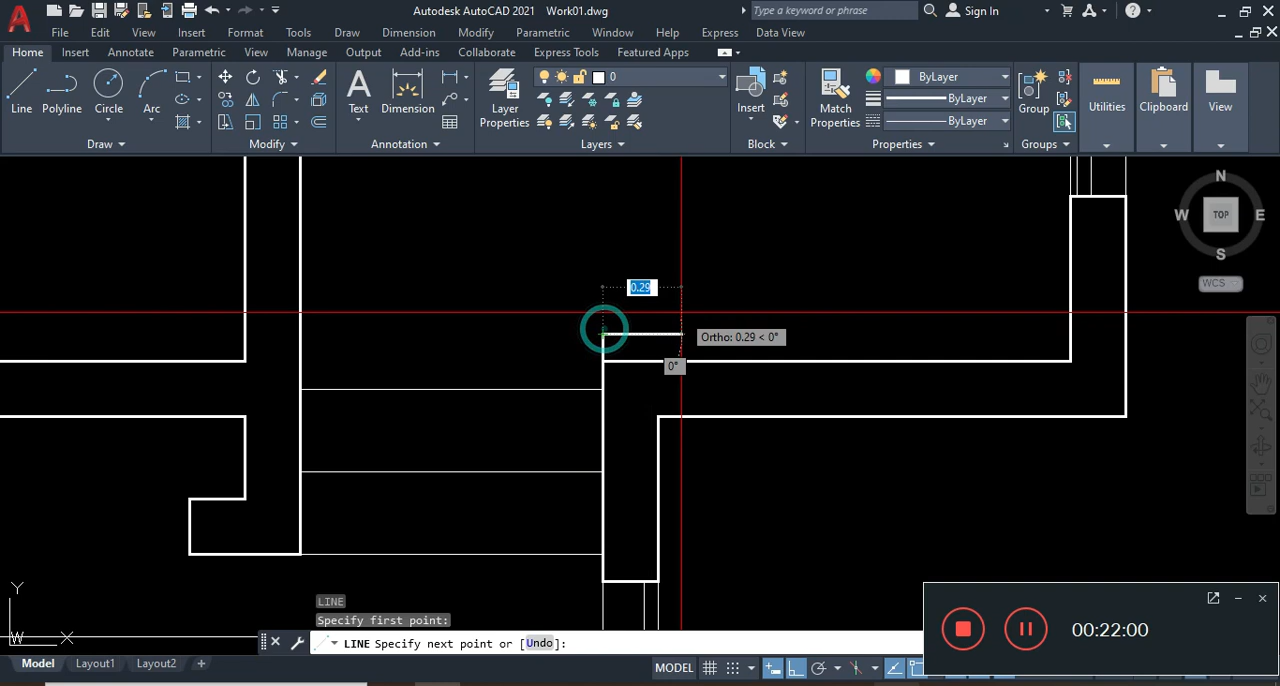 Autodesk AutoCAD 2021 Work01.dwg
Type a keyword or phrase
Sign In
File Edit View Insert Format Tools Draw Dimension Modify Parametric Window Help Express Data View
Home Insert Annotate Parametric View Manage Output Add-ins Collaborate Express Tools Featured Apps
Line Polyline Circle Arc
Draw
Modify
A
Text Dimension
Annotation
Layer
Properties
0
Layers
Insert
Block
Match
Properties
ByLayer
ByLayer
ByLayer
Properties
Group
Groups
Utilities
Clipboard
View
N
W TOP E
S
WCS
0.29
Ortho: 0.29 < 0°
0°
Y
W X
LINE
Specify first point:
LINE Specify next point or [Undo]:
00:22:00
Model Layout1 Layout2 +
MODEL